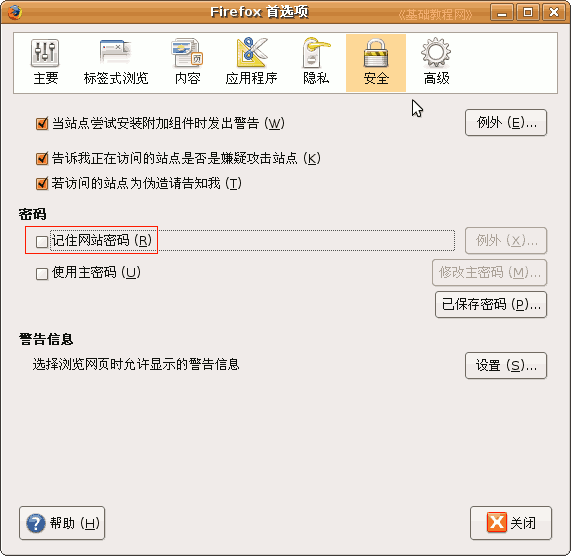 Firefox 首选项
《基础教程网》
主要 标签式浏览 内容 应用程序 隐私 安全 高级
当站点尝试安装附加组件时发出警告 (W) 例外 (E)...
告诉我正在访问的站点是否是嫌疑攻击站点 (K)
若访问的站点为伪造请告知我 (T)
密码
记住网站密码 (R) 例外 (X)...
使用主密码 (U) 修改主密码 (M)...
已保存密码 (P)...
警告信息
选择浏览网页时允许显示的警告信息 设置 (S)...
帮助 (H) 关闭